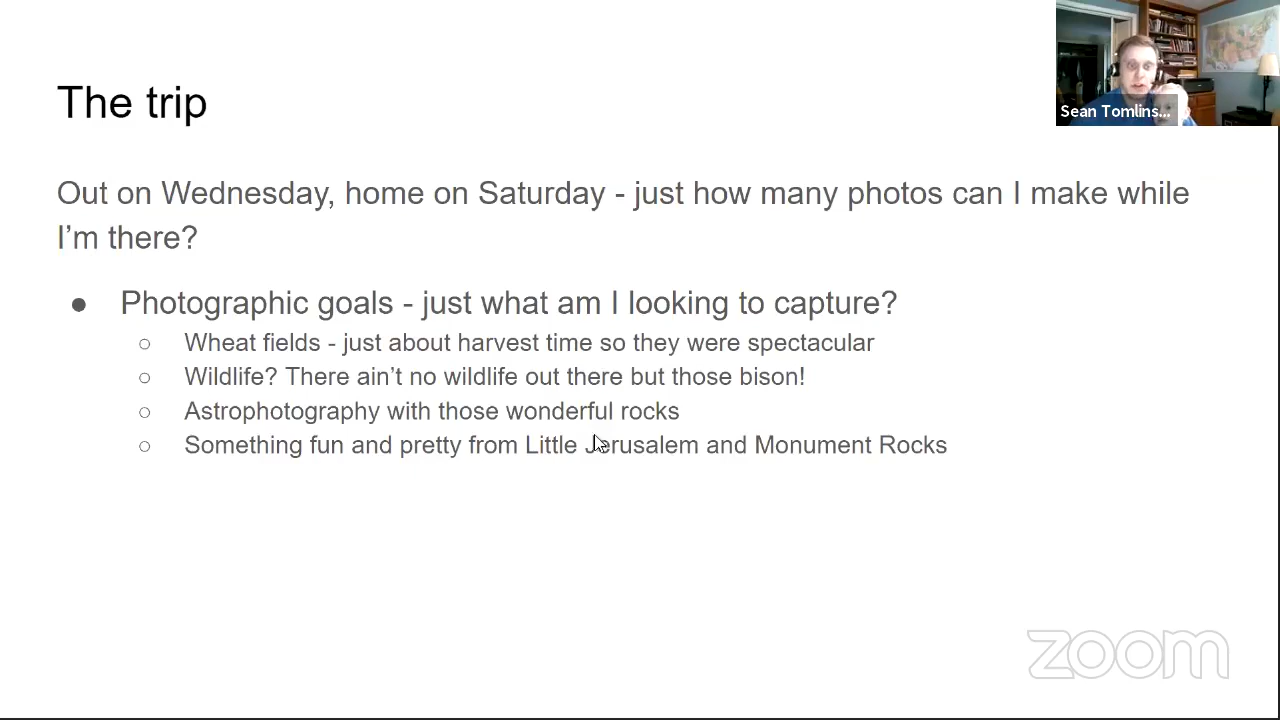 The trip
Sean Tomlins...
Out on Wednesday, home on Saturday - just how many photos can I make while
I’m there?
● Photographic goals - just what am I looking to capture?
○ Wheat fields - just about harvest time so they were spectacular
○ Wildlife? There ain’t no wildlife out there but those bison!
○ Astrophotography with those wonderful rocks
○ Something fun and pretty from Little Jerusalem and Monument Rocks
zoom